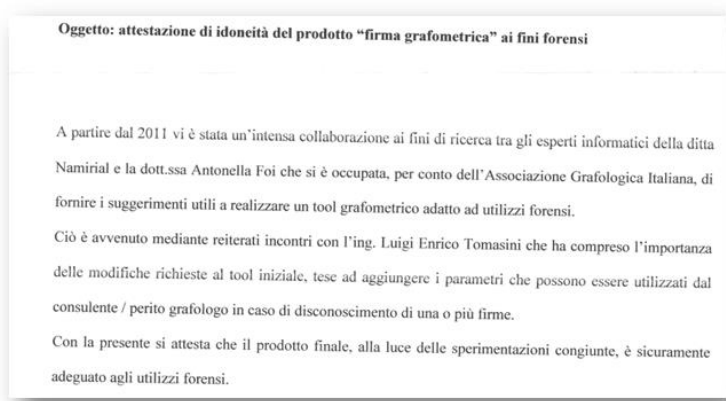 Oggetto: attestazione di idoneità del prodotto “firma grafometrica” ai fini forensi
A partire dal 2011 vi è stata un’intensa collaborazione ai fini di ricerca tra gli esperti informatici della ditta
Namirial e la dott.ssa Antonella Foi che si è occupata, per conto dell’Associazione Grafologica Italiana, di
fornire i suggerimenti utili a realizzare un tool grafometrico adatto ad utilizzi forensi.
Ciò è avvenuto mediante reiterati incontri con l’ing. Luigi Enrico Tomasini che ha compreso l’importanza
delle modifiche richieste al tool iniziale, tese ad aggiungere i parametri che possono essere utilizzati dal
consulente / perito grafologo in caso di disconoscimento di una o più firme.
Con la presente si attesta che il prodotto finale, alla luce delle sperimentazioni congiunte, è sicuramente
adeguato agli utilizzi forensi.